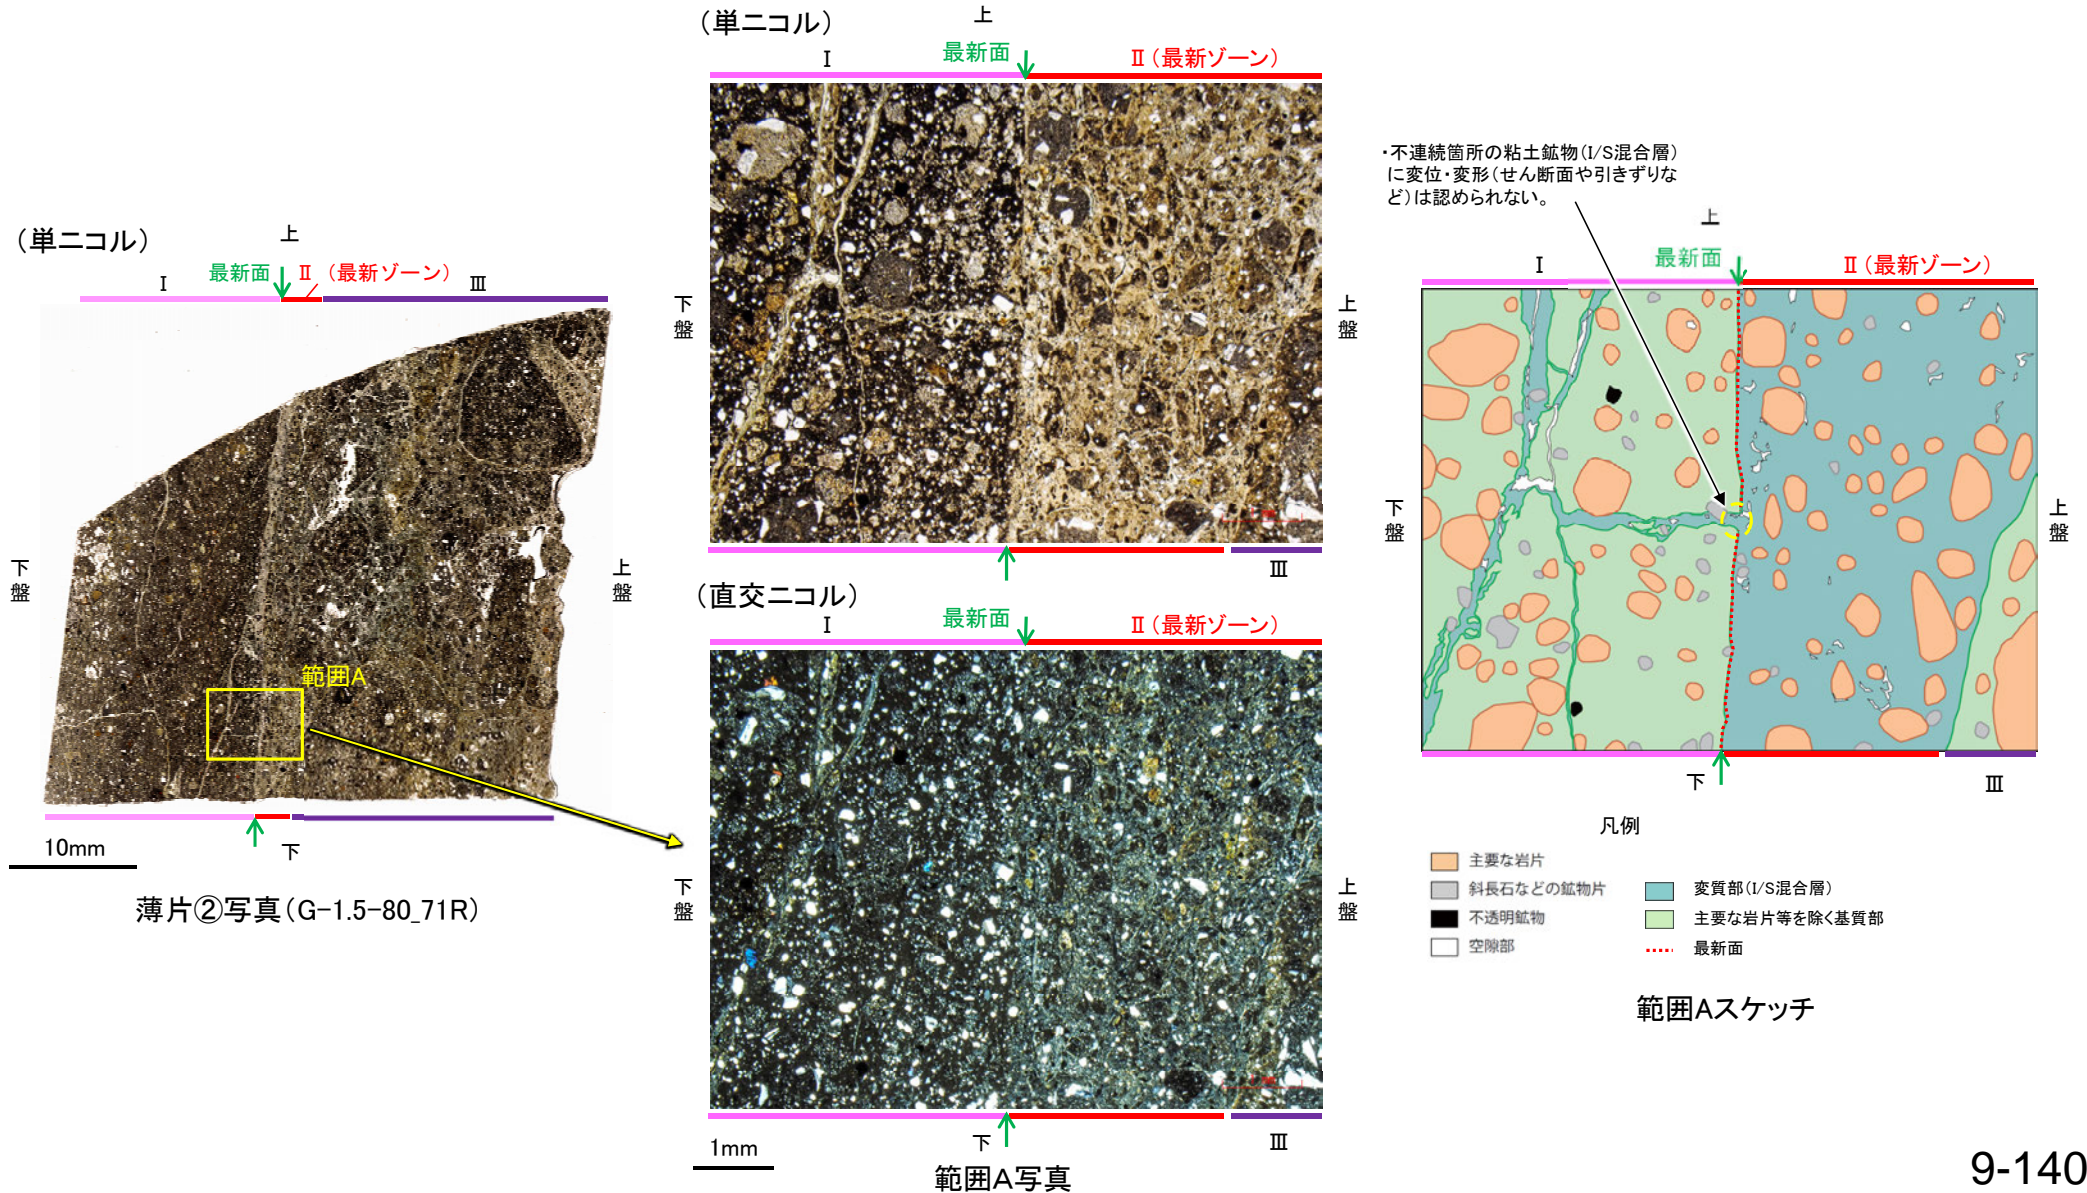 (単ニコル)
上
Ⅰ
最新面
Ⅱ (最新ゾーン)
Ⅲ
下盤
範囲A
上盤
下
10mm
薄片②写真(G-1.5-80_71R)
(単ニコル)
上
Ⅰ
最新面
Ⅱ(最新ゾーン)
下盤
上盤
Ⅲ
(直交ニコル)
Ⅰ
最新面
Ⅱ(最新ゾーン)
下盤
上盤
下
Ⅲ
1mm
範囲A写真
・不連続箇所の粘土鉱物(I/S混合層)
に変位・変形(せん断面や引きずりな
ど)は認められない。
上
Ⅰ
最新面
Ⅱ(最新ゾーン)
下盤
上盤
下
Ⅲ
凡例
主要な岩片
斜長石などの鉱物片
不透明鉱物
空隙部
変質部(I/S混合層)
主要な岩片等を除く基質部
最新面
範囲Aスケッチ
9-140